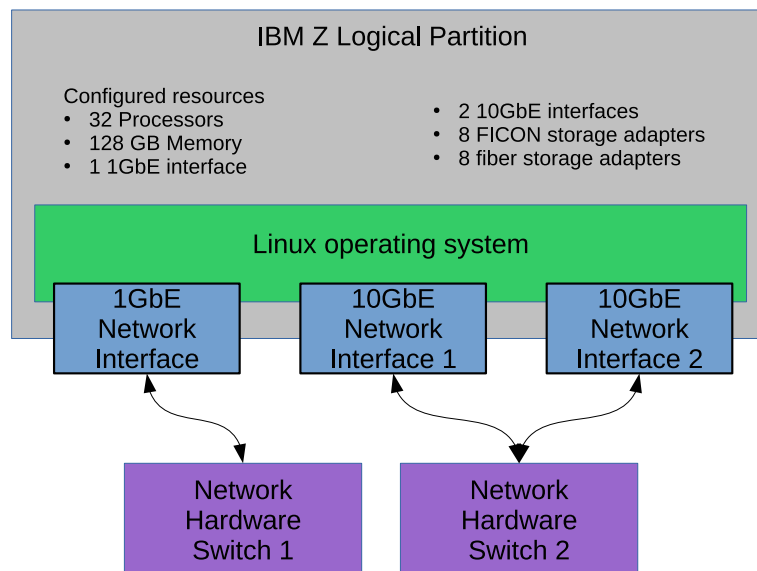 IBM Z Logical Partition
Configured resources
• 32 Processors
• 128 GB Memory
• 1 1GbE interface
• 2 10GbE interfaces
• 8 FICON storage adapters
• 8 fiber storage adapters
Linux operating system
1GbE
Network
Interface
10GbE
Network
Interface 1
10GbE
Network
Interface 2
Network
Hardware
Switch 1
Network
Hardware
Switch 2